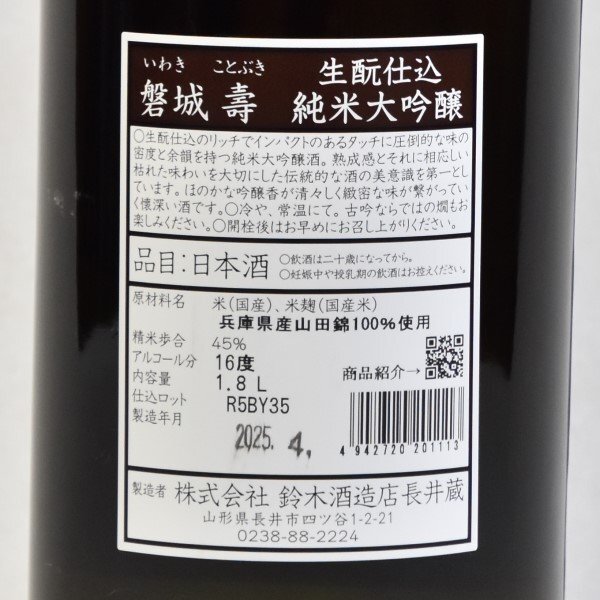 いわき ことぶき
磐城 壽
生酛仕込
純米大吟醸
○生酛仕込のリッチでインパクトのあるタッチに圧倒的な味の
密度と余韻を持つ純米大吟醸酒。熟成感とそれに相応しい
枯れた味わいを大切にした伝統的な酒の美意識を第一とし
ています。ほのかな吟醸香が清々しく緻密な味が繋がってい
く懐深い酒です。○冷や、常温にて。古吟ならではの燗もお
楽しみください。○開栓後はお早めにお召し上がりください。
品目:日本酒
○飲酒は二十歳になってから。
○妊娠中や授乳期の飲酒はお控えください。
原材料名 米(国産)、米麹(国産米)
兵庫県産山田錦100%使用
精米歩合 45%
アルコール分 16度
内容量 1.8L
仕込ロット R5BY35
製造年月 2025.4.
商品紹介→
4 942720 201113
製造者 株式会社 鈴木酒造店長井蔵
山形県長井市四ツ谷1-2-21
0238-88-2224